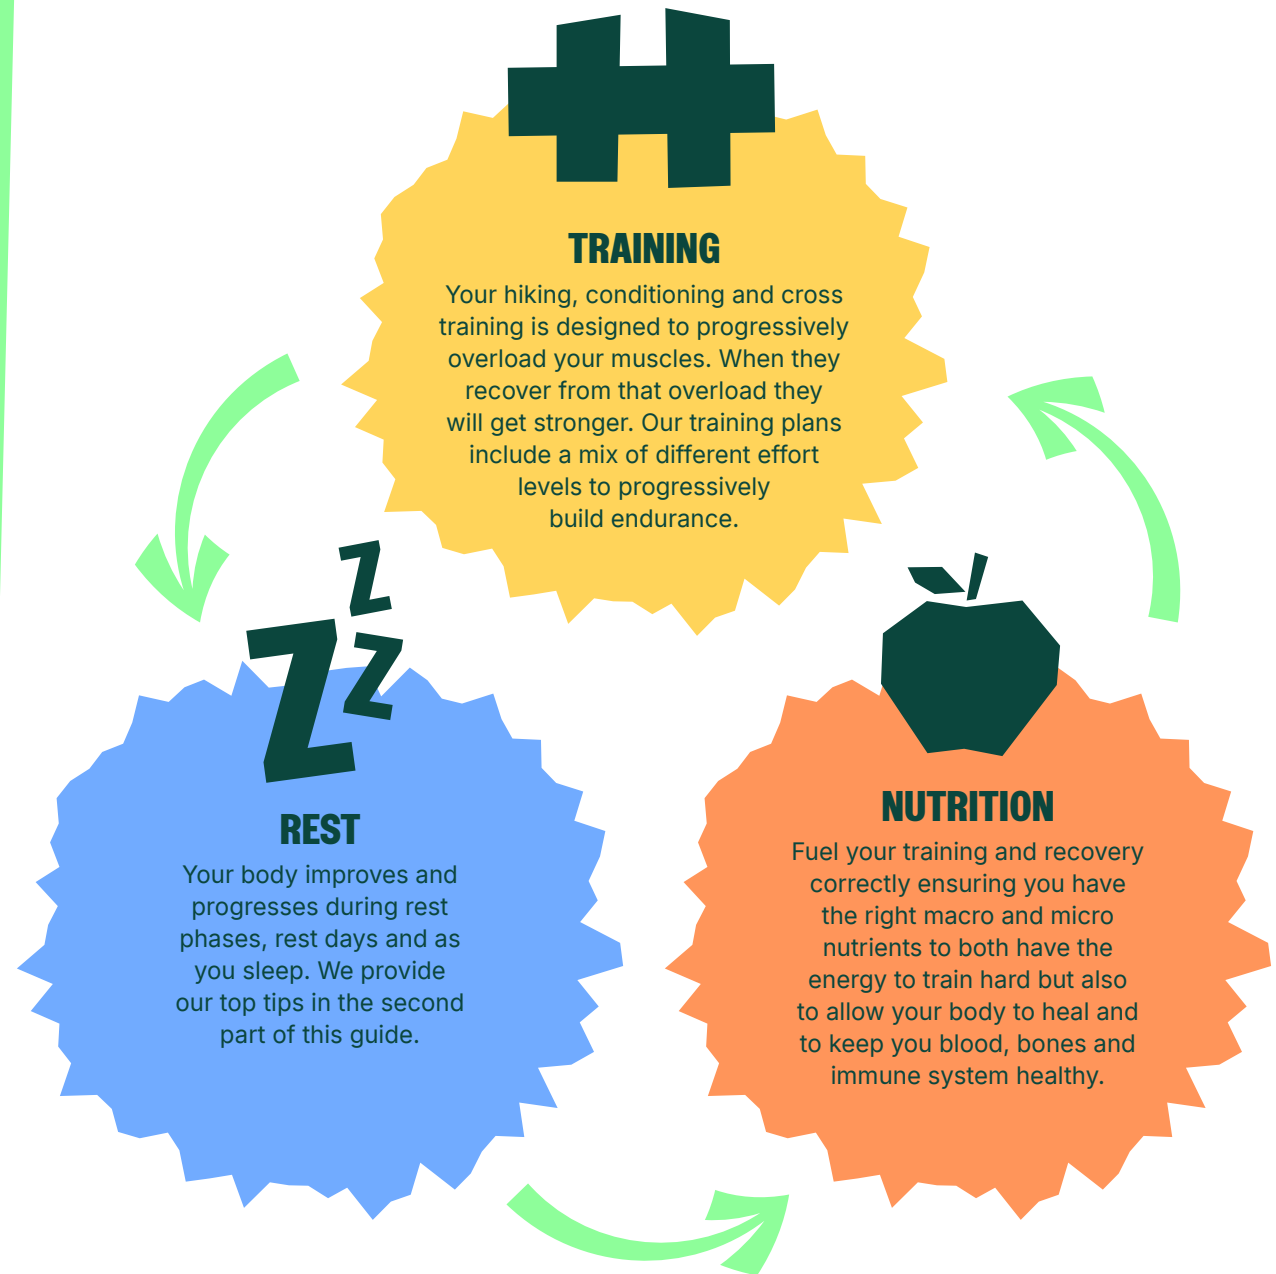 TRAINING
Your hiking, conditioning and cross
training is designed to progressively
overload your muscles. When they
recover from that overload they
will get stronger. Our training plans
include a mix of different effort
levels to progressively
build endurance.
Z
Z
Z
REST
Your body improves and
progresses during rest
phases, rest days and as
you sleep. We provide
our top tips in the second
part of this guide.
NUTRITION
Fuel your training and recovery
correctly ensuring you have
the right macro and micro
nutrients to both have the
energy to train hard but also
to allow your body to heal and
to keep you blood, bones and
immune system healthy.